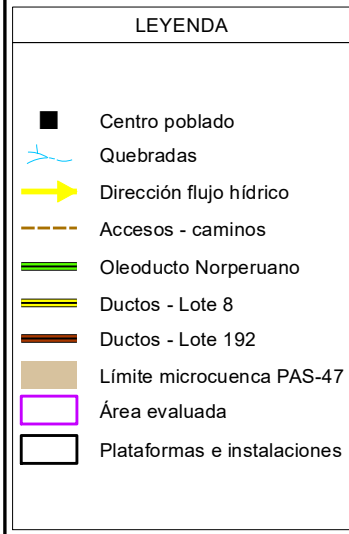 LEYENDA
Centro poblado
Quebradas
Dirección flujo hídrico
Accesos - caminos
Oleoducto Norperuano
Ductos - Lote 8
Ductos - Lote 192
Límite microcuenca PAS-47
Área evaluada
Plataformas e instalaciones